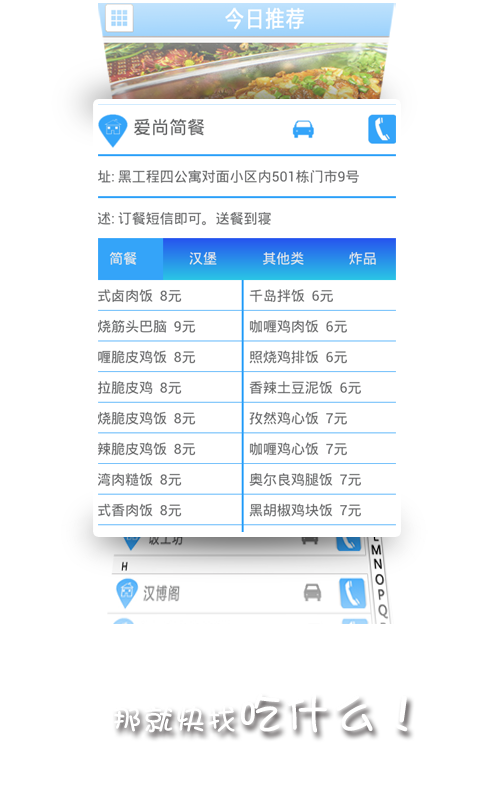 今日推荐
爱尚简餐
址: 黑工程四公寓对面小区内501栋门市9号
述: 订餐短信即可。送餐到寝
简餐 汉堡 其他类 炸品
式卤肉饭 8元 千岛拌饭 6元
烧筋头巴脑 9元 咖喱鸡肉饭 6元
喱脆皮鸡饭 8元 照烧鸡排饭 6元
拉脆皮鸡 8元 香辣土豆泥饭 6元
烧脆皮鸡饭 8元 孜然鸡心饭 7元
辣脆皮鸡饭 8元 咖喱鸡心饭 7元
湾肉糙饭 8元 奥尔良鸡腿饭 7元
式香肉饭 8元 黑胡椒鸡块饭 7元
H
汉博阁
M
N
O
P
Q
那就快找吃什么！